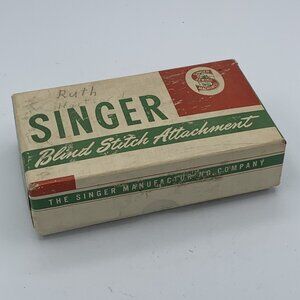 Ruth
SINGER
Blind Stitch Attachment
THE SINGER MANUFACTURING COMPANY